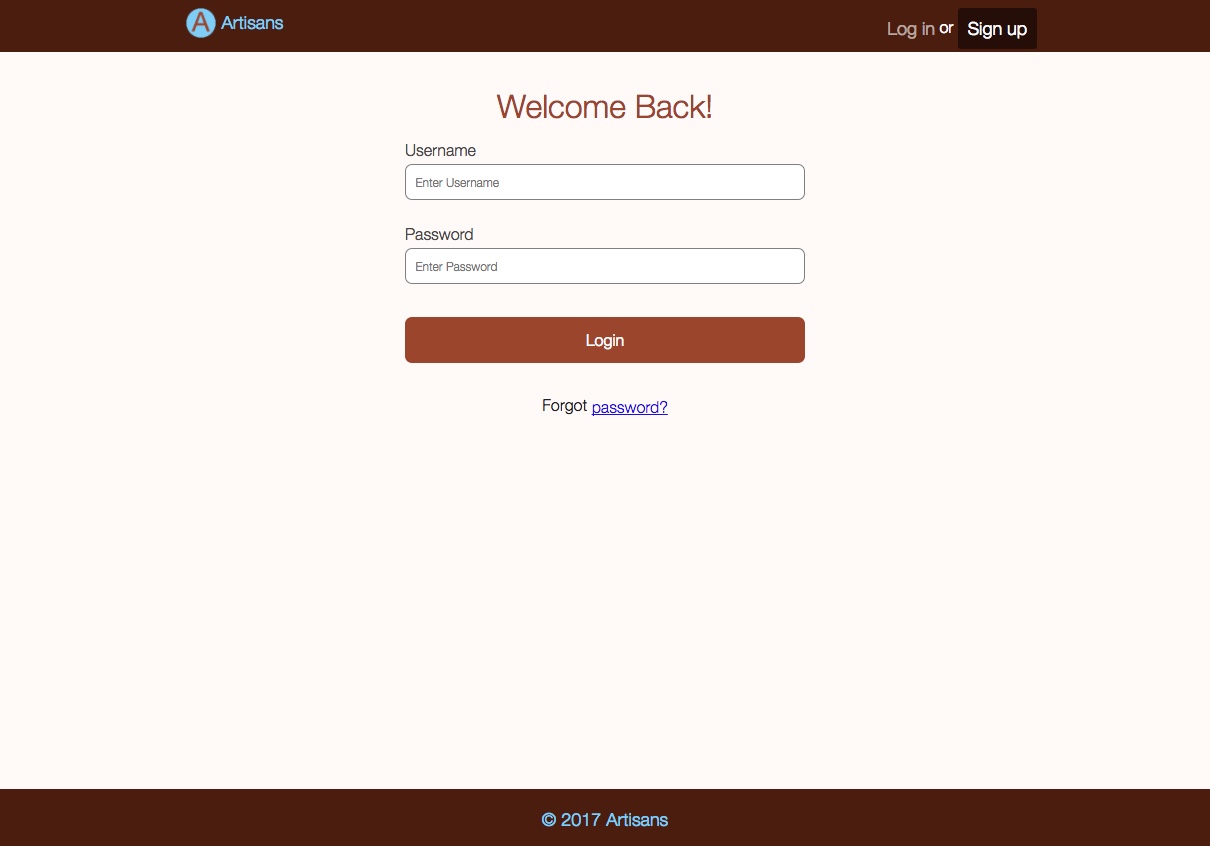 A Artisans
Log in or Sign up
Welcome Back!
Username
Enter Username
Password
Enter Password
Login
Forgot password?
© 2017 Artisans